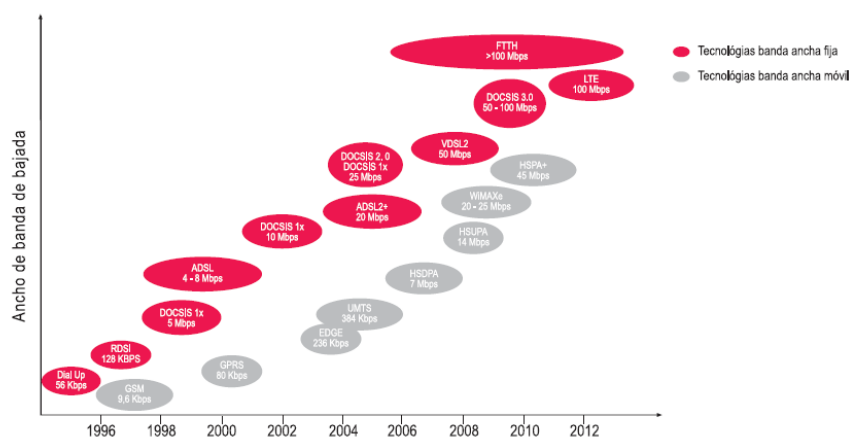 FTTH
>100 Mbps
Tecnológias banda ancha fija
Tecnológias banda ancha móvil
LTE
100 Mbps
DOCSIS 3.0
50 - 100 Mbps
VDSL2
50 Mbps
DOCSIS 2, 0
DOCSIS 1x
25 Mbps
HSPA+
45 Mbps
WIMAXe
20 - 25 Mbps
ADSL2+
20 Mbps
DOCSIS 1x
10 Mbps
HSUPA
14 Mbps
ADSL
4 - 8 Mbps
HSDPA
7 Mbps
DOCSIS 1x
5 Mbps
UMTS
384 Kbps
EDGE
236 Kbps
RDSI
128 KBPS
GPRS
80 Kbps
Dial Up
56 Kbps
GSM
9,6 Kbps
Ancho de banda de bajada
1996 1998 2000 2002 2004 2006 2008 2010 2012